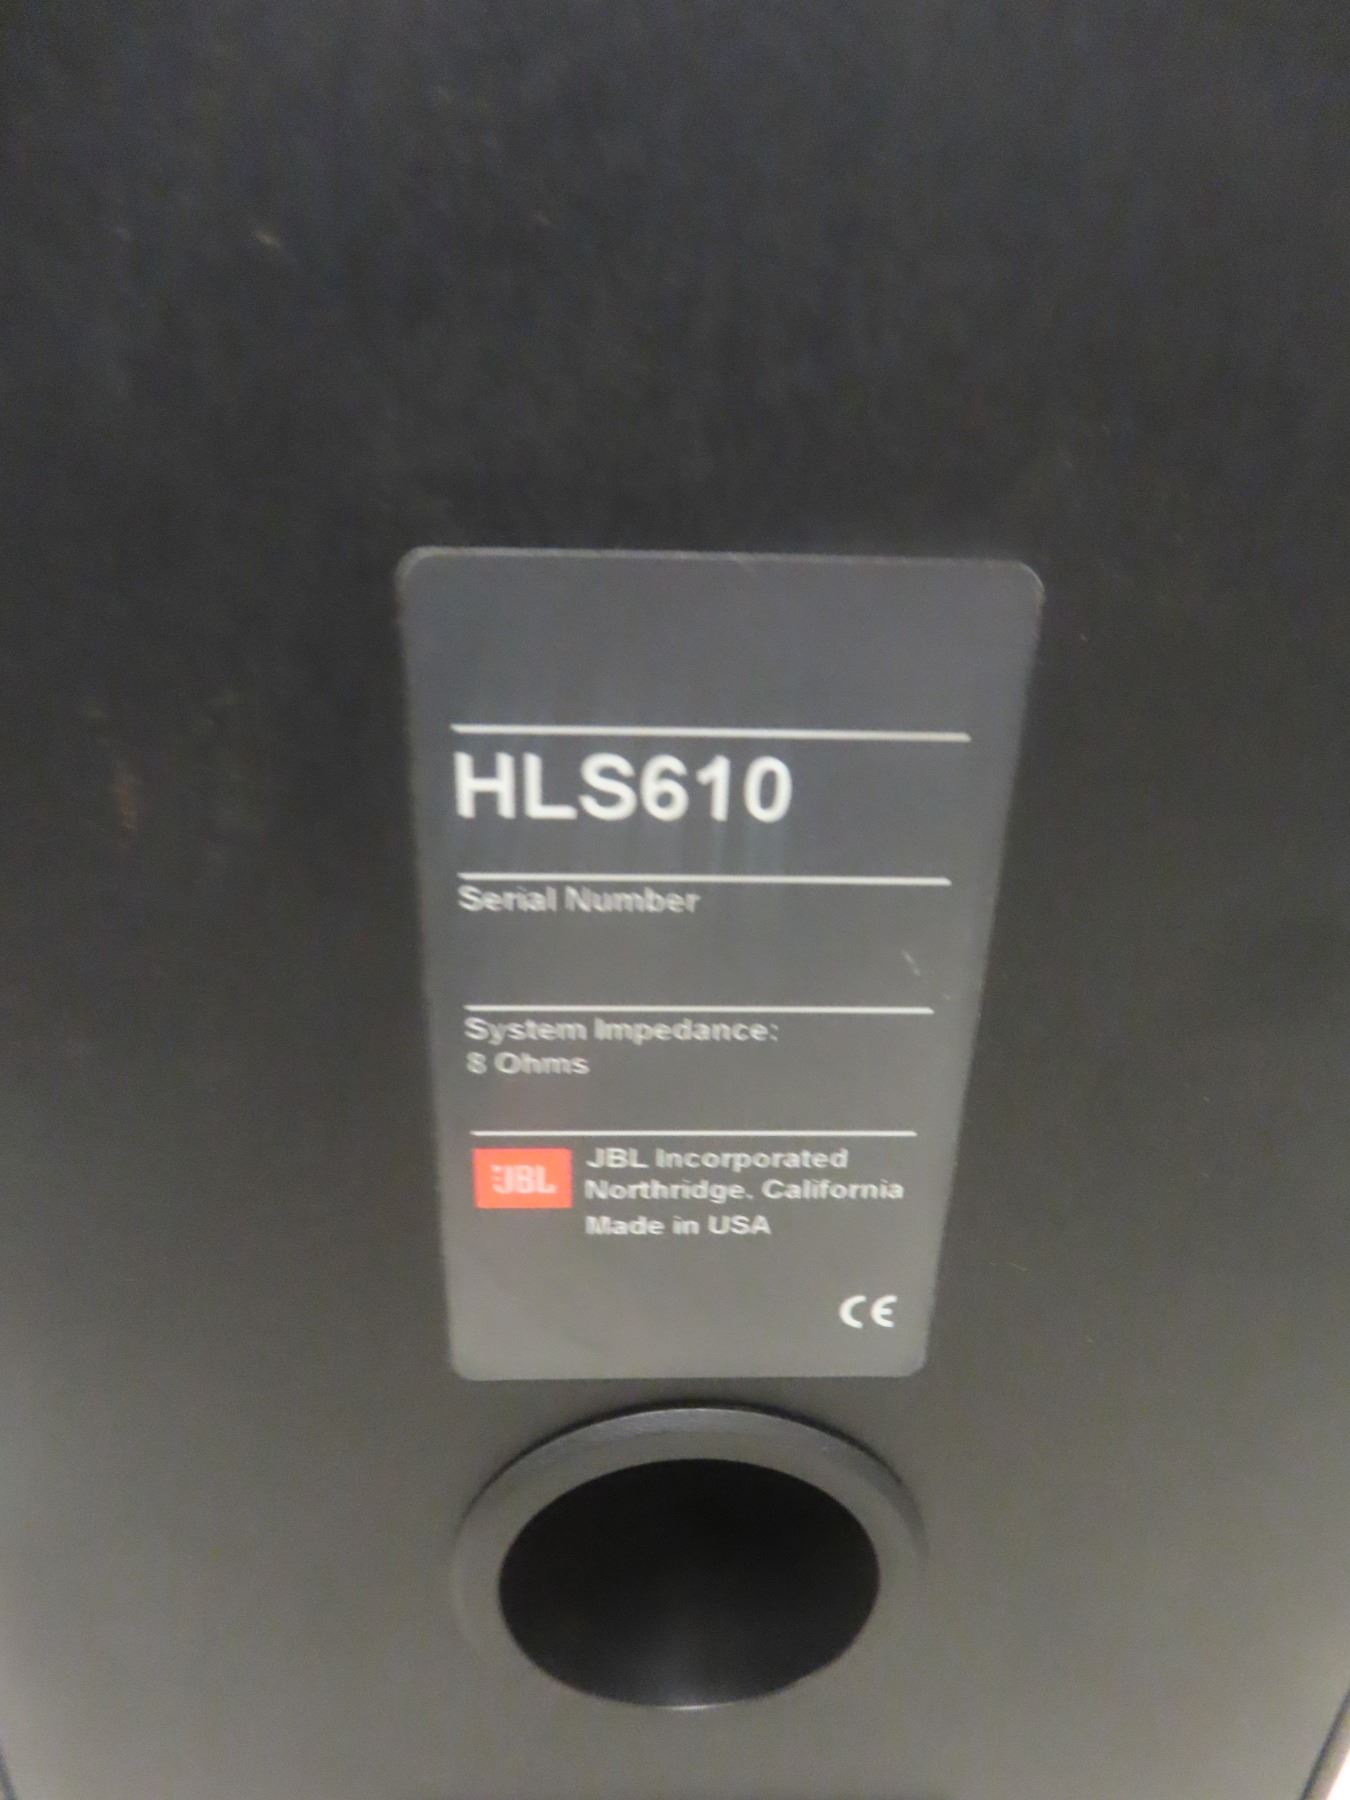 HLS610
Serial Number
System Impedance:
8 Ohms
JBL
JBL Incorporated
Northridge, California
Made in USA
CE